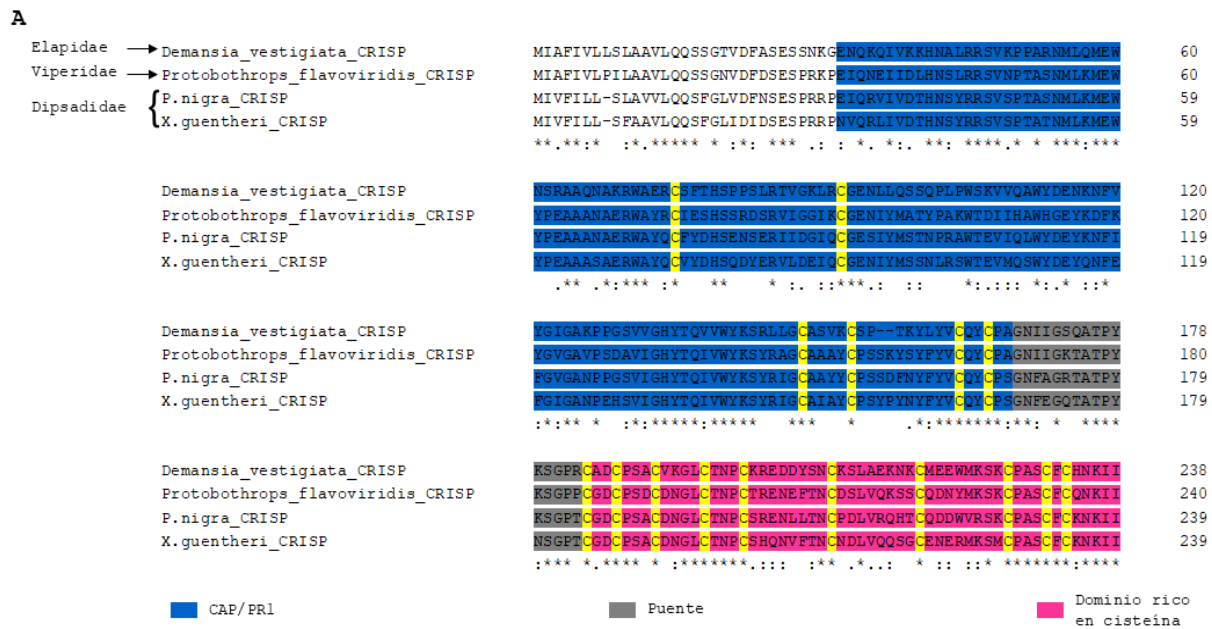 A
Elapidae Demansia_vestigiata_CRISP MIAFIVLLSLAAVLQQSSGTVDFASESSNKGENQKQIVKKHNALRRSVKPPARNMLQMEW 60
Viperidae Protobothrops_flavoviridis_CRISP MIAFIVLPILAAVLQQSSGNVDFDSESPRKPEIQNEIIDLHNSLRRSVNPTASNMLKMEW 60
Dipsadidae { P.nigra_CRISP MIVFILL-SLAVVLQQSFGLVDFNSESPRRPEIQRVIVDTHNSYRRSVSPTASNMLKMEW 59
X.guentheri_CRISP MIVFILL-SFAAVLQQSFGLIDIDSESPRRPNVQRLIVDTHNSYRRSVSPTATNMLKMEW 59
**.**:* :*.***** * :*: *** .: : *.:*:. **: ****.* * ***:***
Demansia_vestigiata_CRISP NSRAAQNAKRWAERCSFTHSPPSLRTVGKLRCGENLLQSSQPLPWSKVVQAWYDENKNFV 120
Protobothrops_flavoviridis_CRISP YPEAAANAERWAYRCIESHSSRDSRVIGGIKCGENIYMATYPAKWTDIIHAWHGEYKDFK 120
P.nigra_CRISP YPEAAANAERWAYQCFYDHSENSERIIDGIQCGESIYMSTNPRAWTEVIQLWYDEYKNFI 119
X.guentheri_CRISP YPEAAASAERWAYQCVYDHSQDYERVLDEIQCGENIYMSSNLRSWTEVMQSWYDEYQNFE 119
.** .*:*** :* ** * :. ::***.: :: *:.::: *:.* ::*
Demansia_vestigiata_CRISP YGIGAKPPGSVVGHYTQVVWYKSRLLGCASVKCSP--TKYLYVCQYCPAGNIIGSQATPY 178
Protobothrops_flavoviridis_CRISP YGVGAVPSDAVIGHYTQIVWYKSYRAGCAAAYCPSSKYSYFYVCQYCPAGNIIGKTATPY 180
P.nigra_CRISP FGVGANPPGSVIGHYTQIVWYKSYRIGCAAYYCPSSDFNYFYVCQYCPSGNFAGRTATPY 179
X.guentheri_CRISP FGIGANPEHSVIGHYTQIVWYKSYRIGCAIAYCPSYPYNYFYVCQYCPSGNFEGQTATPY 179
:*:** * :*:*****:***** *** * * :*******:**: * ****
Demansia_vestigiata_CRISP KSGPRCADCPSACVKGLCTNPCKREDDYSNCKSLAEKNKCMEEWMKSKCPASCFCHNKII 238
Protobothrops_flavoviridis_CRISP KSGPPCGDCPSDCDNGLCTNPCTRENEFTNCDSLVQKSSCQDNYMKSKCPASCFCQNKII 240
P.nigra_CRISP KSGPTCGDCPSACDNGLCTNPCSRENLLTNCPDLVRQHTCQDDWVRSKCPASCFCKNKII 239
X.guentheri_CRISP NSGPTCGDCPSACDNGLCTNPCSHQNVFTNCNDLVQQSGCENERMKSMCPASCFCKNKII 239
:*** *.**** * :*******.::: :** .*..: * :: ::* *******:****
CAP/PR1 Puente Dominio rico
en cisteína